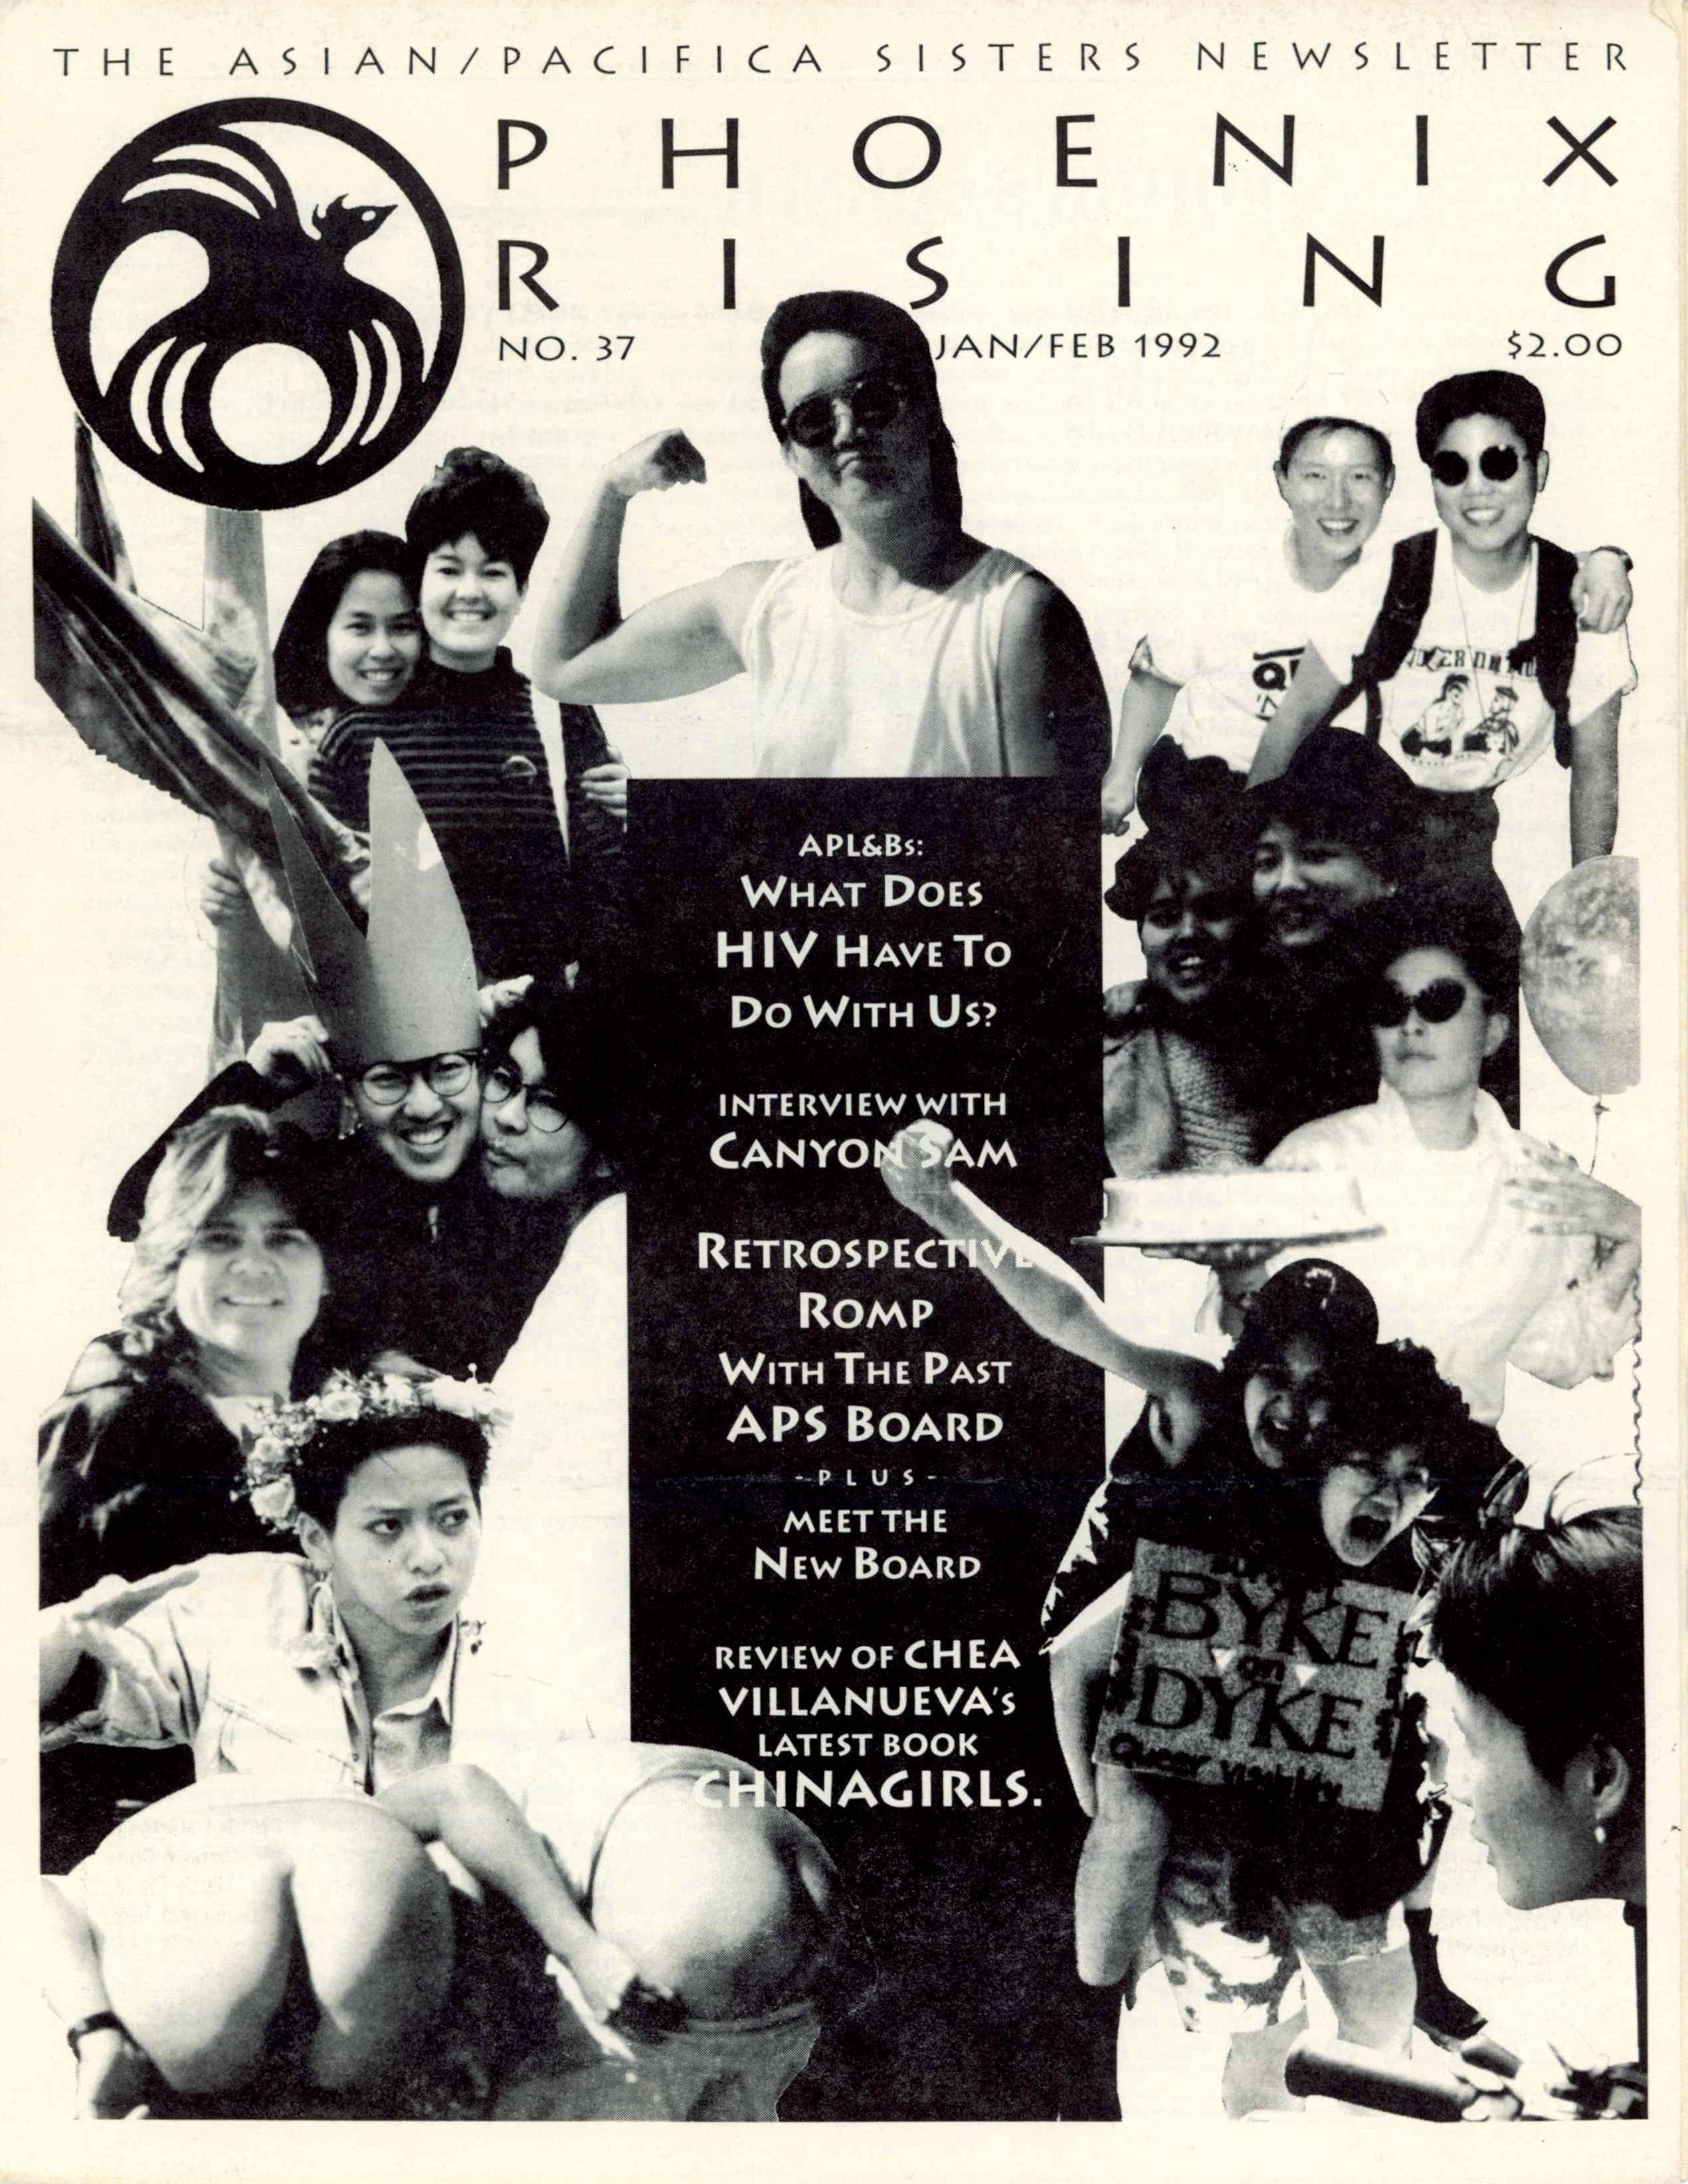 THE ASIAN/PACIFICA SISTERS NEWSLETTER
PHOENIX
RISING
NO. 37 JAN/FEB 1992 $2.00
APL&Bs:
WHAT DOES
HIV HAVE TO
DO WITH US?
INTERVIEW WITH
CANYON SAM
RETROSPECTIVE
ROMP
WITH THE PAST
APS BOARD
-PLUS-
MEET THE
NEW BOARD
REVIEW OF CHEA
VILLANUEVA'S
LATEST BOOK
CHINAGIRLS.
BYKE
on
DYKE
Queer Visibility